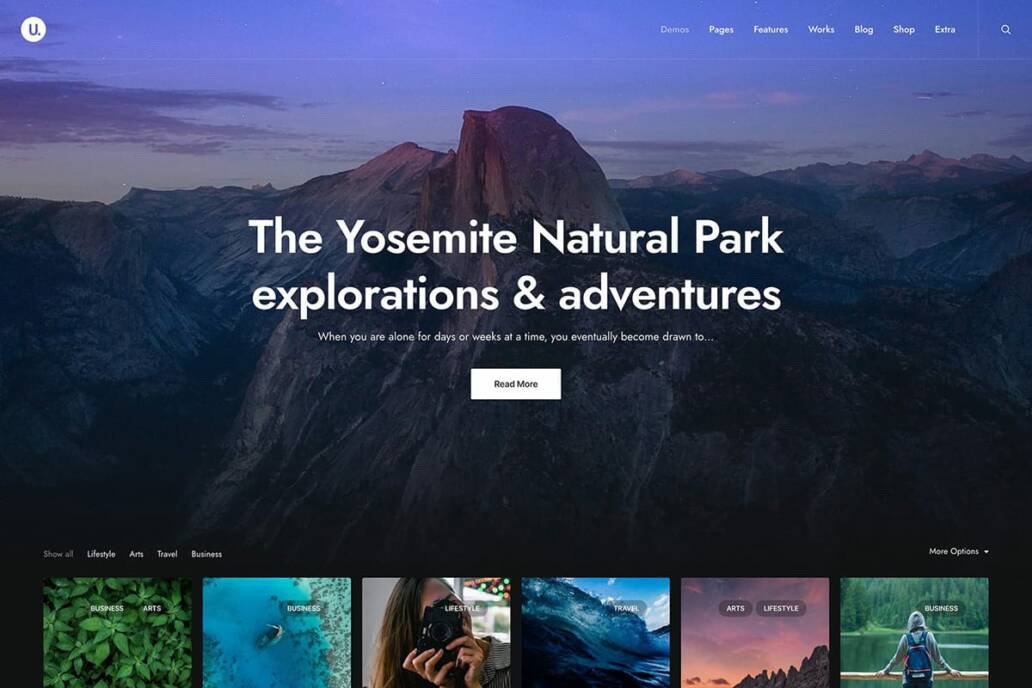 U.
Demos Pages Features Works Blog Shop Extra
The Yosemite Natural Park
explorations & adventures
When you are alone for days or weeks at a time, you eventually become drawn to...
Read More
Show all Lifestyle Arts Travel Business
More Options
BUSINESS ARTS
BUSINESS
LIFESTYLE
TRAVEL
ARTS LIFESTYLE
BUSINESS